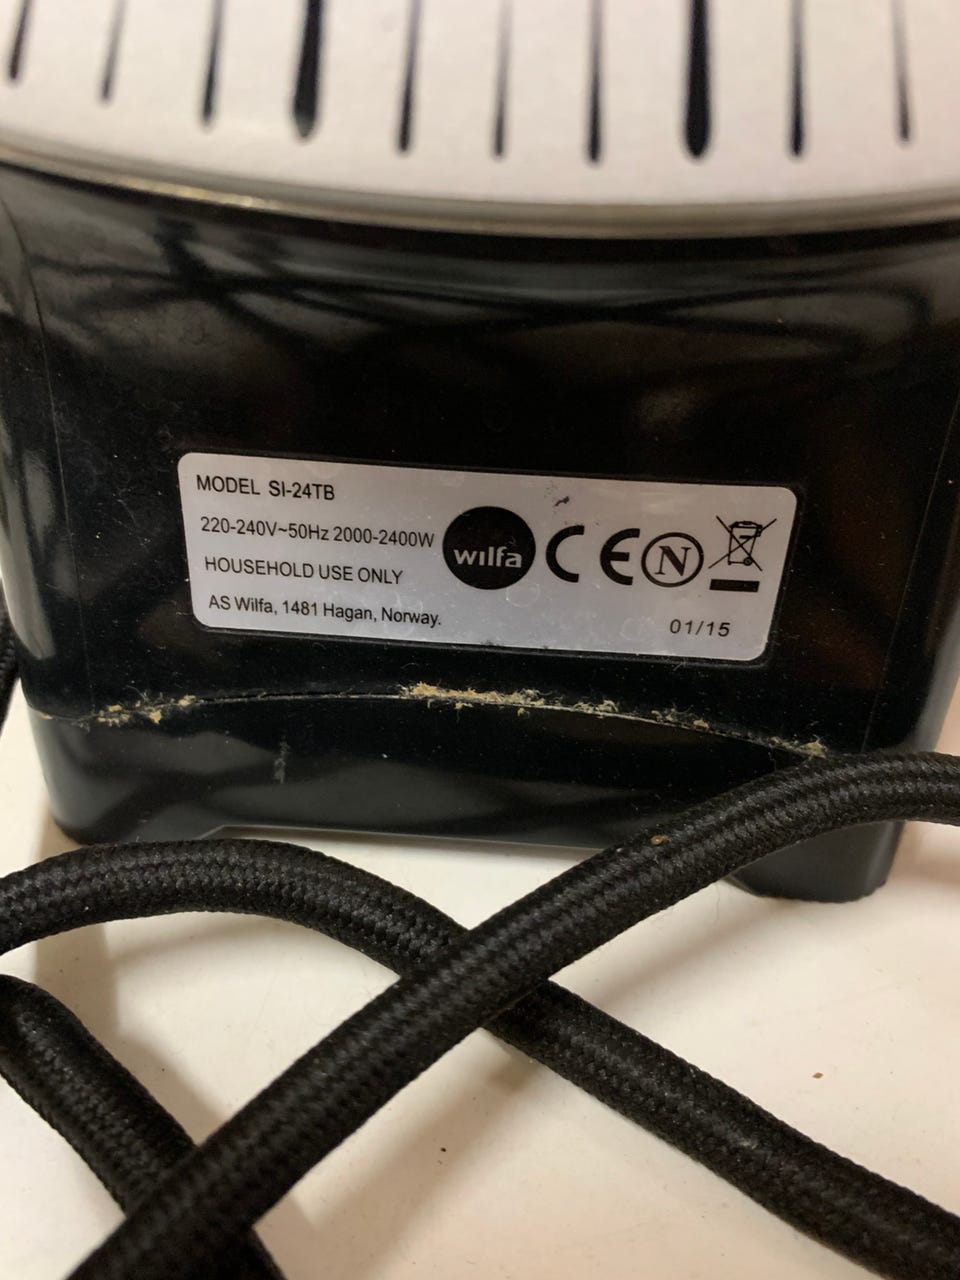 MODEL SI-24TB
220-240V~50Hz 2000-2400W
HOUSEHOLD USE ONLY
AS Wilfa, 1481 Hagan, Norway.
wilfa
CE
N
01/15